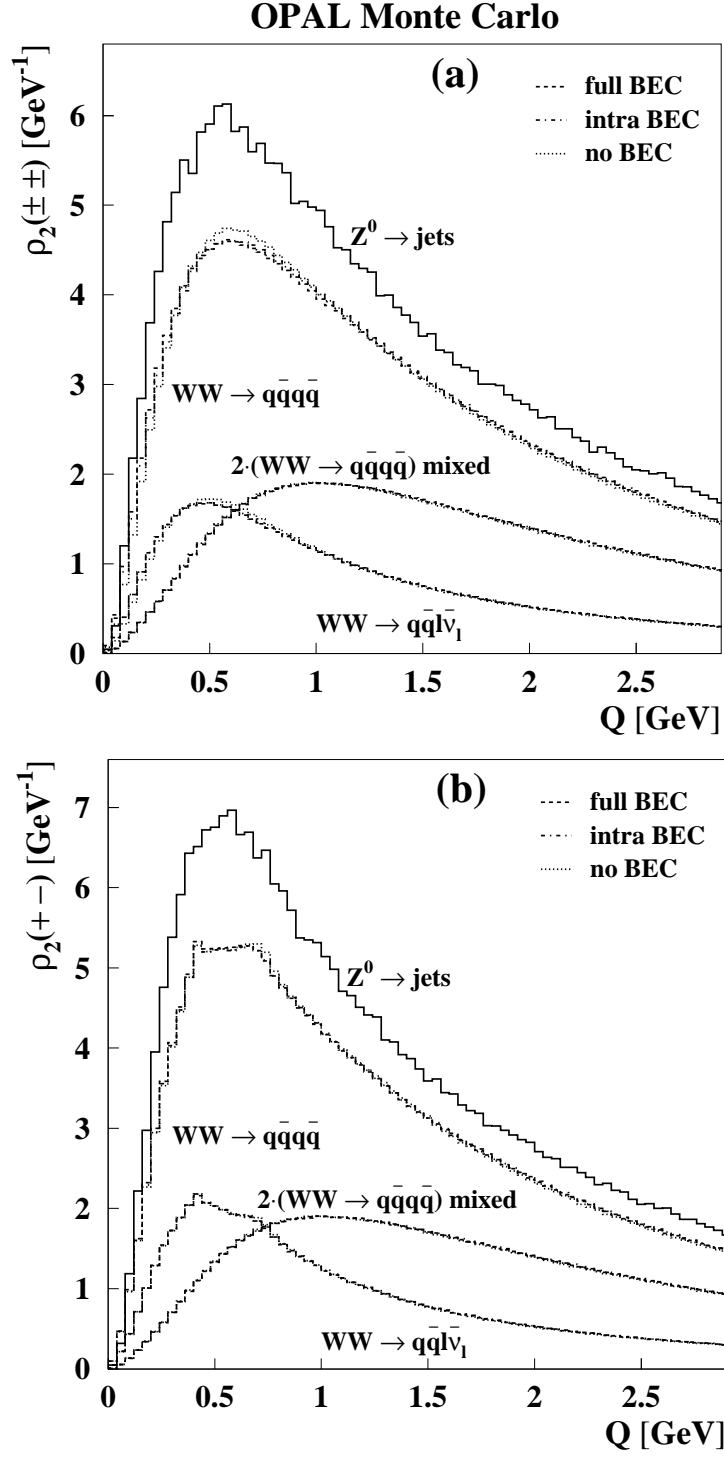 OPAL Monte Carlo
(a)
full BEC
intra BEC
no BEC
ρ₂(± ±) [GeV⁻¹]
6
5
4
3
2
1
0
Z⁰ → jets
WW → qq̄qq̄
2·(WW → qq̄qq̄) mixed
WW → qq̄lν̄ₗ
0 0.5 1 1.5 2 2.5
Q [GeV]
(b)
full BEC
intra BEC
no BEC
ρ₂(+ −) [GeV⁻¹]
7
6
5
4
3
2
1
0
Z⁰ → jets
WW → qq̄qq̄
2·(WW → qq̄qq̄) mixed
WW → qq̄lν̄ₗ
0 0.5 1 1.5 2 2.5
Q [GeV]